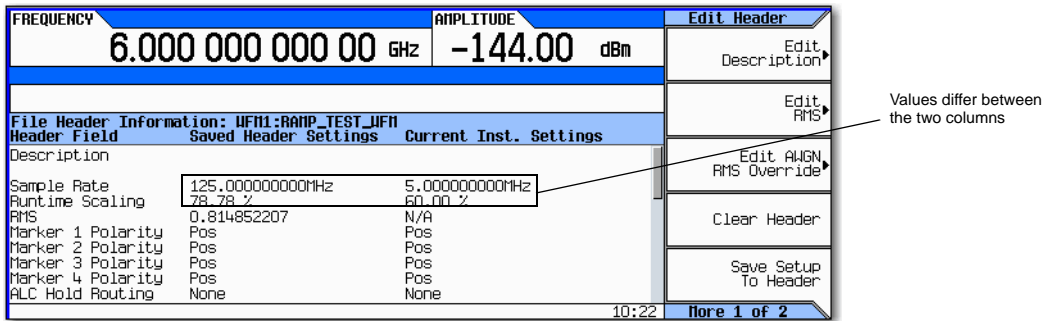 FREQUENCY AMPLITUDE Edit Header
6.000 000 000 00 GHz -144.00 dBm
Edit
Description
Edit
RMS
Values differ between
the two columns
File Header Information: WFM1:RAMP_TEST_WFM
Header Field Saved Header Settings Current Inst. Settings
Description
Edit AWGN
RMS Override
Sample Rate 125.000000000MHz 5.000000000MHz
Runtime Scaling 78.78 % 60.00 %
RMS 0.814852207 N/A
Clear Header
Marker 1 Polarity Pos Pos
Marker 2 Polarity Pos Pos
Marker 3 Polarity Pos Pos
Marker 4 Polarity Pos Pos
Save Setup
To Header
ALC Hold Routing None None
10:22 More 1 of 2